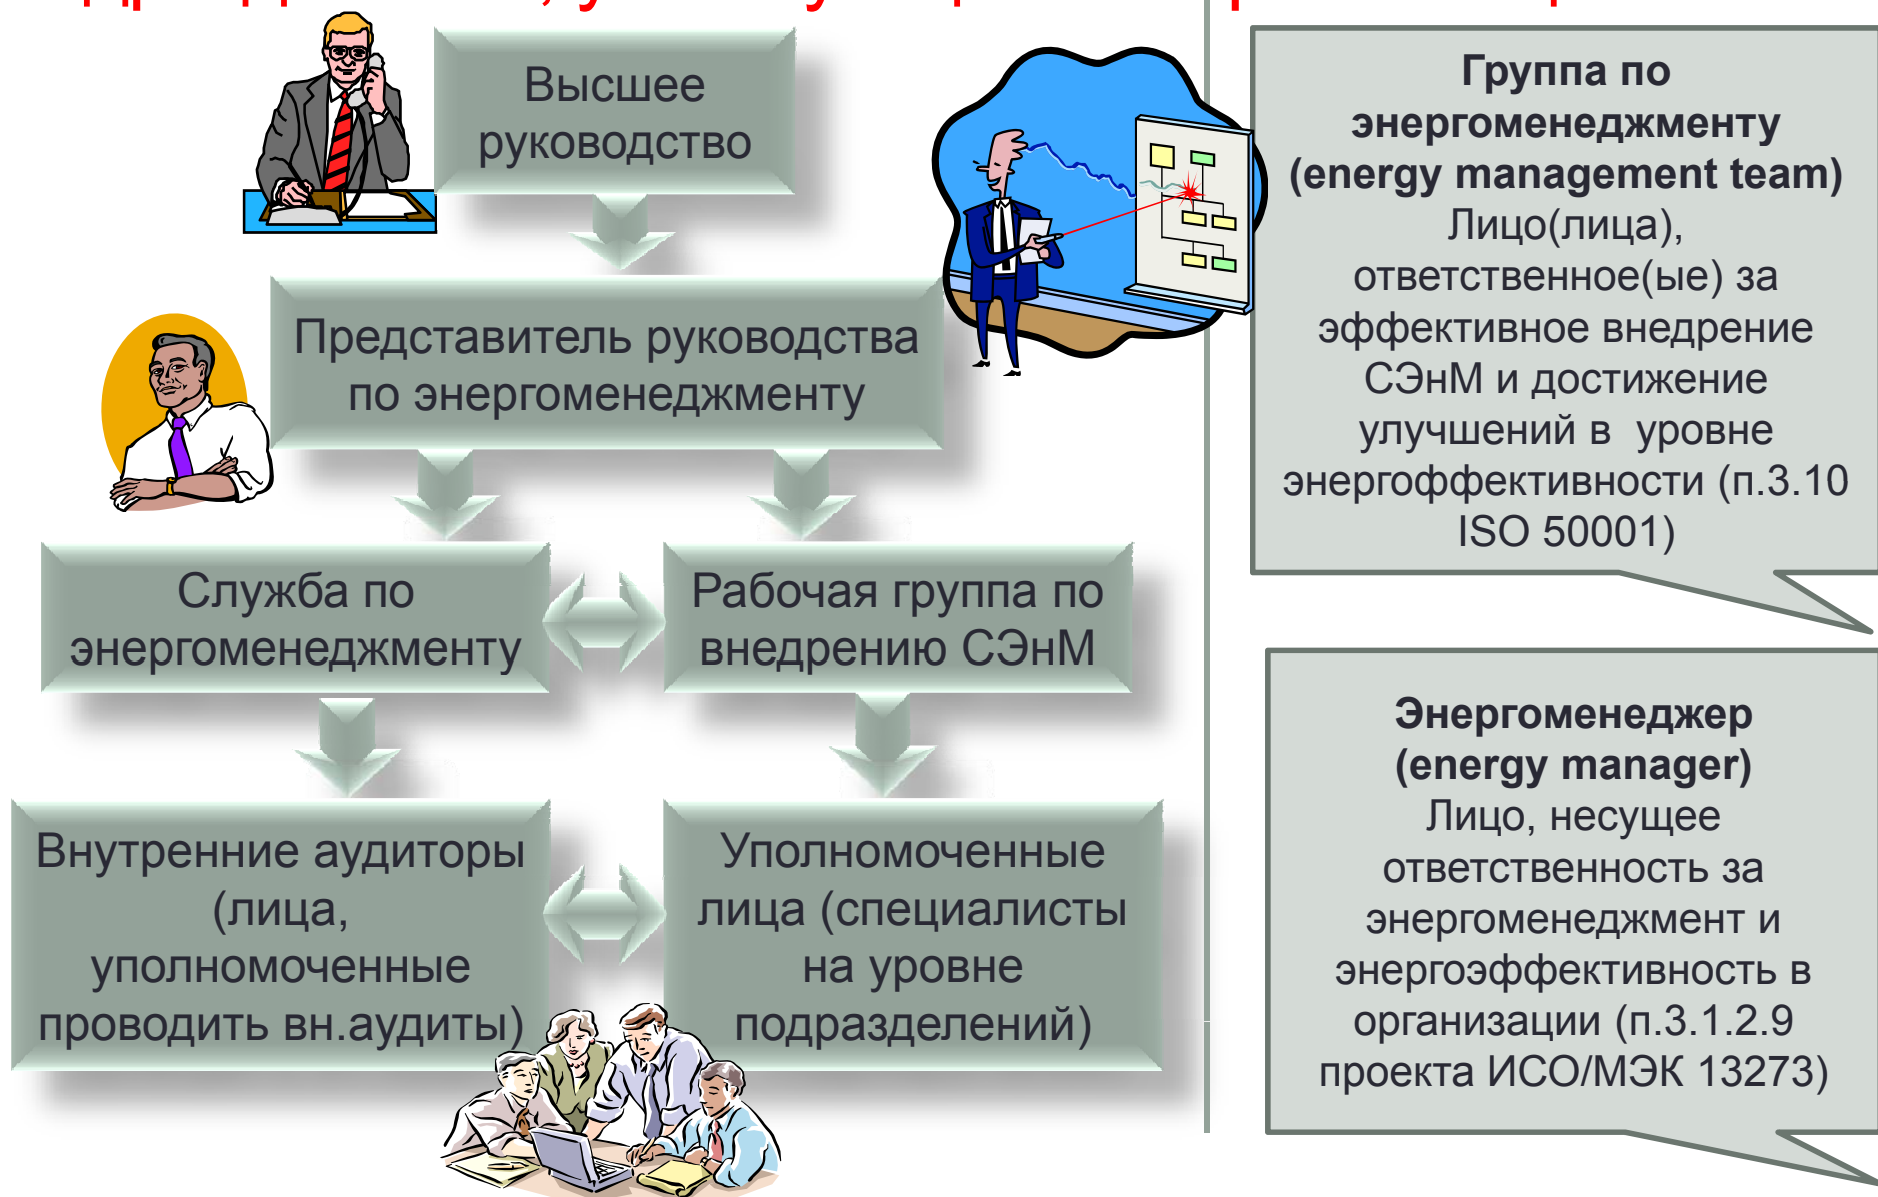 Высшее
руководство
Представитель руководства
по энергоменеджменту
Служба по
энергоменеджменту
Рабочая группа по
внедрению СЭнМ
Внутренние аудиторы
(лица,
уполномоченные
проводить вн.аудиты)
Уполномоченные
лица (специалисты
на уровне
подразделений)
Группа по
энергоменеджменту
(energy management team)
Лицо(лица),
ответственное(ые) за
эффективное внедрение
СЭнМ и достижение
улучшений в уровне
энергоффективности (п.3.10
ISO 50001)
Энергоменеджер
(energy manager)
Лицо, несущее
ответственность за
энергоменеджмент и
энергоэффективность в
организации (п.3.1.2.9
проекта ИСО/МЭК 13273)